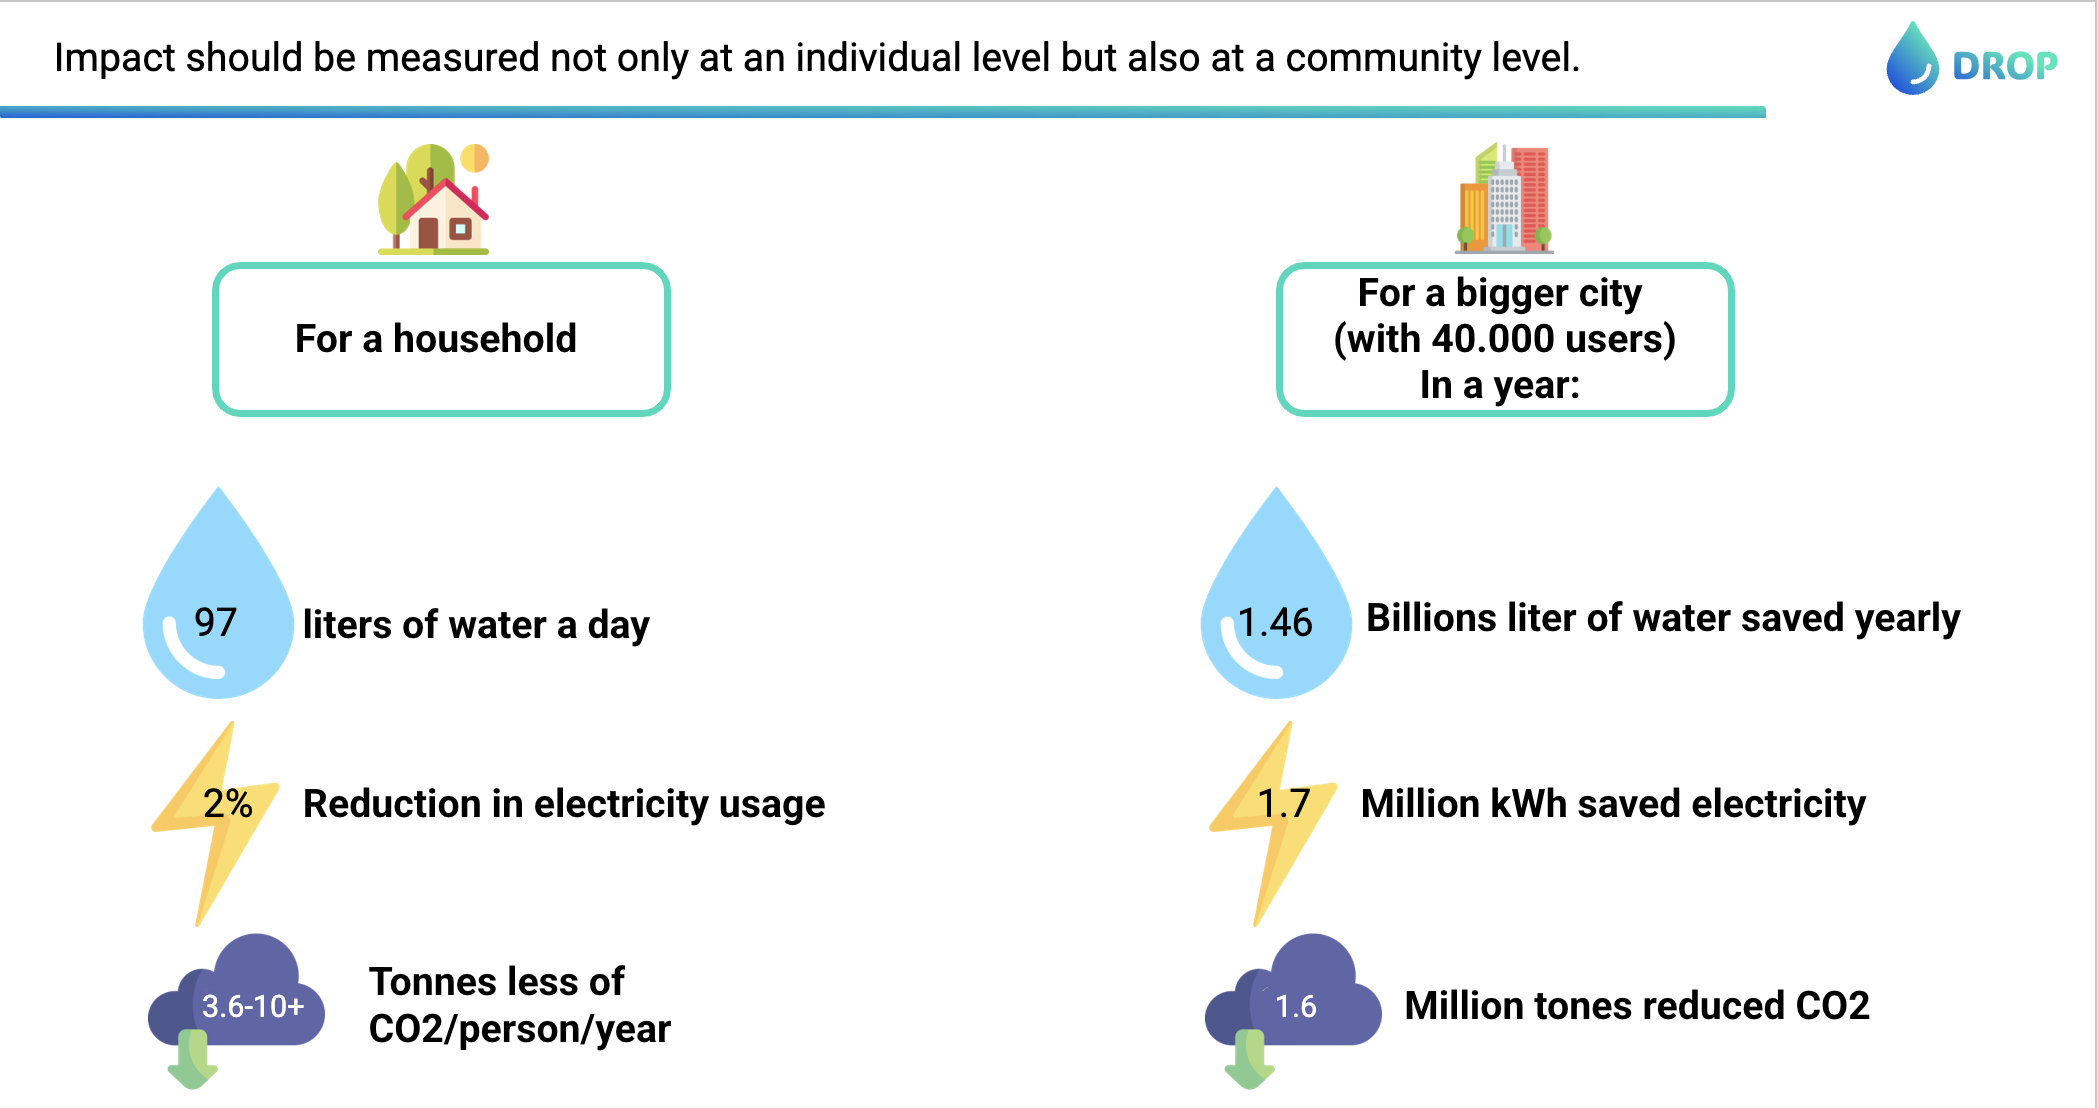 Impact should be measured not only at an individual level but also at a community level.
DROP
For a household
97
liters of water a day
2%
Reduction in electricity usage
3.6-10+
Tonnes less of
CO2/person/year
For a bigger city
(with 40.000 users)
In a year:
1.46
Billions liter of water saved yearly
1.7
Million kWh saved electricity
1.6
Million tones reduced CO2